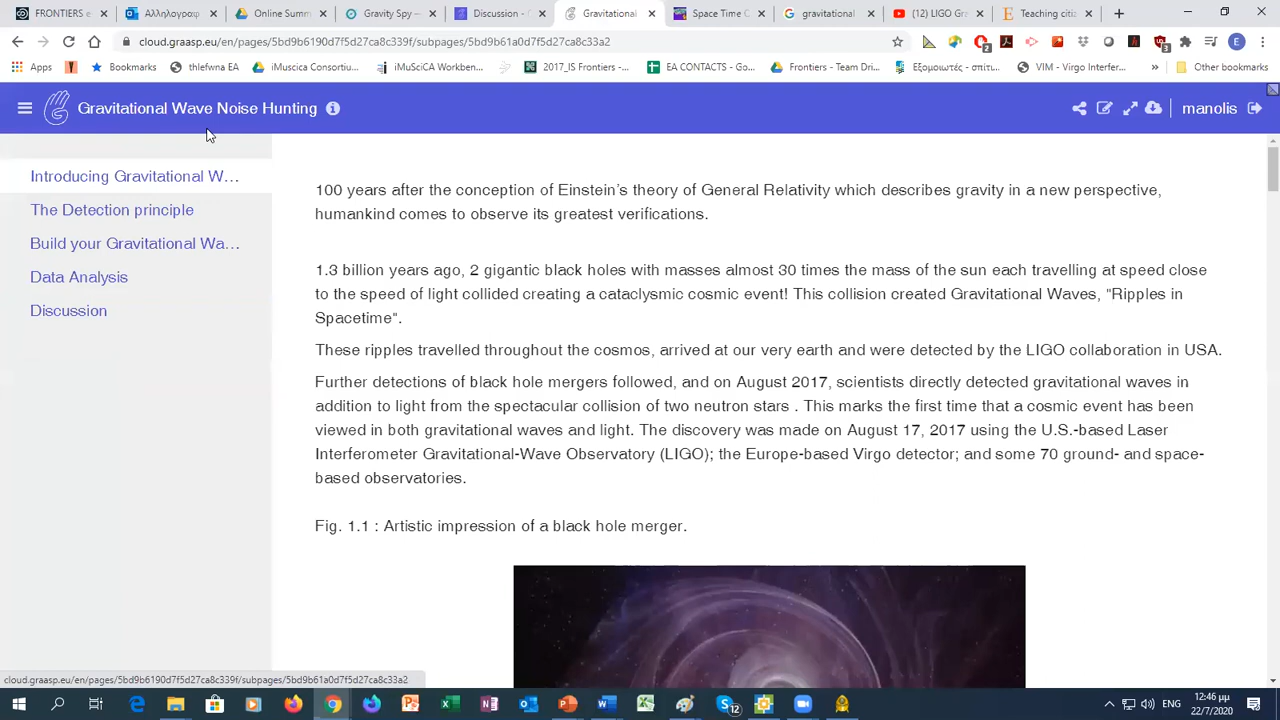 FRONTIERS e
Αλληλογραφ
Online Summ
Gravity Spy —
Discussion -
Gravitational
Space Time C
gravitational
(12) LIGO Gra
Teaching citiz
cloud.graasp.eu/en/pages/5bd9b6190d7f5d27ca8c339f/subpages/5bd9b61a0d7f5d27ca8c33a2
Apps
Bookmarks
thlefwna EA
iMuscica Consortiu...
iMuSciCA Workben...
2017_IS Frontiers -...
EA CONTACTS - Go...
Frontiers - Team Dri...
Εξομοιωτές - σπίτι...
VIM - Virgo Interfer...
»
Other bookmarks
Gravitational Wave Noise Hunting
manolis
Introducing Gravitational W...
The Detection principle
Build your Gravitational Wa...
Data Analysis
Discussion
100 years after the conception of Einstein's theory of General Relativity which describes gravity in a new perspective,
humankind comes to observe its greatest verifications.
1.3 billion years ago, 2 gigantic black holes with masses almost 30 times the mass of the sun each travelling at speed close
to the speed of light collided creating a cataclysmic cosmic event! This collision created Gravitational Waves, "Ripples in
Spacetime".
These ripples travelled throughout the cosmos, arrived at our very earth and were detected by the LIGO collaboration in USA.
Further detections of black hole mergers followed, and on August 2017, scientists directly detected gravitational waves in
addition to light from the spectacular collision of two neutron stars . This marks the first time that a cosmic event has been
viewed in both gravitational waves and light. The discovery was made on August 17, 2017 using the U.S.-based Laser
Interferometer Gravitational-Wave Observatory (LIGO); the Europe-based Virgo detector; and some 70 ground- and space-
based observatories.
Fig. 1.1 : Artistic impression of a black hole merger.
cloud.graasp.eu/en/pages/5bd9b6190d7f5d27ca8c339f/subpages/5bd9b61a0d7f5d27ca8c33a2
12
ENG
12:46 μμ
22/7/2020